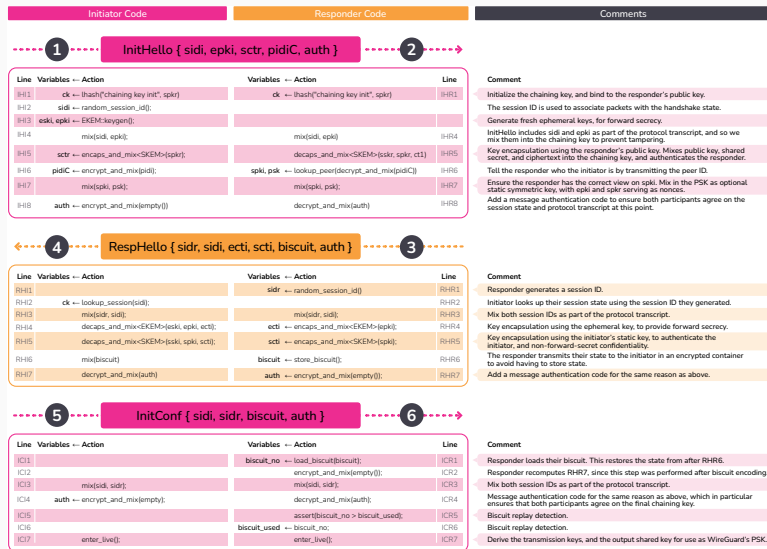 Initiator Code Responder Code Comments
1 InitHello { sidi, epki, sctr, pidiC, auth } 2
Line Variables ← Action Variables ← Action Line Comment
IHI1 ck ← lhash("chaining key init", spkr) ck ← lhash("chaining key init", spkr) IHR1 Initialize the chaining key, and bind to the responder's public key.
IHI2 sidi ← random_session_id(); The session ID is used to associate packets with the handshake state.
IHI3 eski, epki ← EKEM::keygen(); Generate fresh ephemeral keys, for forward secrecy.
IHI4 mix(sidi, epki); mix(sidi, epki) IHR4 InitHello includes sidi and epki as part of the protocol transcript, and so we
mix them into the chaining key to prevent tampering.
IHI5 sctr ← encaps_and_mix<SKEM>(spkr); decaps_and_mix<SKEM>(sskr, spkr, ct1) IHR5 Key encapsulation using the responder's public key. Mixes public key, shared
secret, and ciphertext into the chaining key, and authenticates the responder.
IHI6 pidiC ← encrypt_and_mix(pidi); spki, psk ← lookup_peer(decrypt_and_mix(pidiC)) IHR6 Tell the responder who the initiator is by transmitting the peer ID.
IHI7 mix(spki, psk); mix(spki, psk); IHR7 Ensure the responder has the correct view on spki. Mix in the PSK as optional
static symmetric key, with epki and spkr serving as nonces.
IHI8 auth ← encrypt_and_mix(empty()) decrypt_and_mix(auth) IHR8 Add a message authentication code to ensure both participants agree on the
session state and protocol transcript at this point.
4 RespHello { sidr, sidi, ecti, scti, biscuit, auth } 3
Line Variables ← Action Variables ← Action Line Comment
RHI1 sidr ← random_session_id() RHR1 Responder generates a session ID.
RHI2 ck ← lookup_session(sidi); RHR2 Initiator looks up their session state using the session ID they generated.
RHI3 mix(sidr, sidi); mix(sidr, sidi); RHR3 Mix both session IDs as part of the protocol transcript.
RHI4 decaps_and_mix<EKEM>(eski, epki, ecti); ecti ← encaps_and_mix<EKEM>(epki); RHR4 Key encapsulation using the ephemeral key, to provide forward secrecy.
RHI5 decaps_and_mix<SKEM>(sski, spki, scti); scti ← encaps_and_mix<SKEM>(spki); RHR5 Key encapsulation using the initiator's static key, to authenticate the
initiator, and non-forward-secret confidentiality.
RHI6 mix(biscuit) biscuit ← store_biscuit(); RHR6 The responder transmits their state to the initiator in an encrypted container
to avoid having to store state.
RHI7 decrypt_and_mix(auth) auth ← encrypt_and_mix(empty()); RHR7 Add a message authentication code for the same reason as above.
5 InitConf { sidi, sidr, biscuit, auth } 6
Line Variables ← Action Variables ← Action Line Comment
ICI1 biscuit_no ← load_biscuit(biscuit); ICR1 Responder loads their biscuit. This restores the state from after RHR6.
ICI2 encrypt_and_mix(empty()); ICR2 Responder recomputes RHR7, since this step was performed after biscuit encoding.
ICI3 mix(sidi, sidr); mix(sidi, sidr); ICR3 Mix both session IDs as part of the protocol transcript.
ICI4 auth ← encrypt_and_mix(empty); decrypt_and_mix(auth); ICR4 Message authentication code for the same reason as above, which in particular
ensures that both participants agree on the final chaining key.
ICI5 assert(biscuit_no > biscuit_used); ICR5 Biscuit replay detection.
ICI6 biscuit_used ← biscuit_no; ICR6 Biscuit replay detection.
ICI7 enter_live(); enter_live(); ICR7 Derive the transmission keys, and the output shared key for use as WireGuard's PSK.